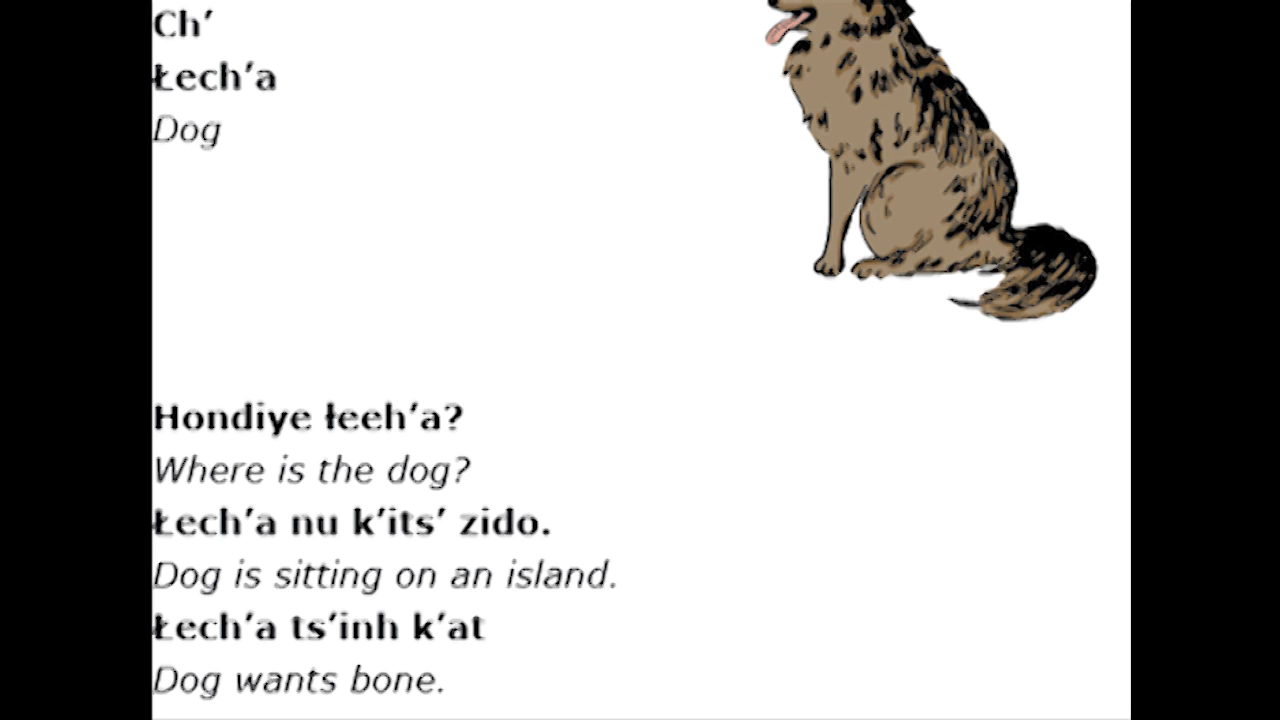 Ch’
Łech’a
Dog
Hondiye łeeh’a?
Where is the dog?
Łech’a nu k’its’ zido.
Dog is sitting on an island.
Łech’a ts’inh k’at
Dog wants bone.